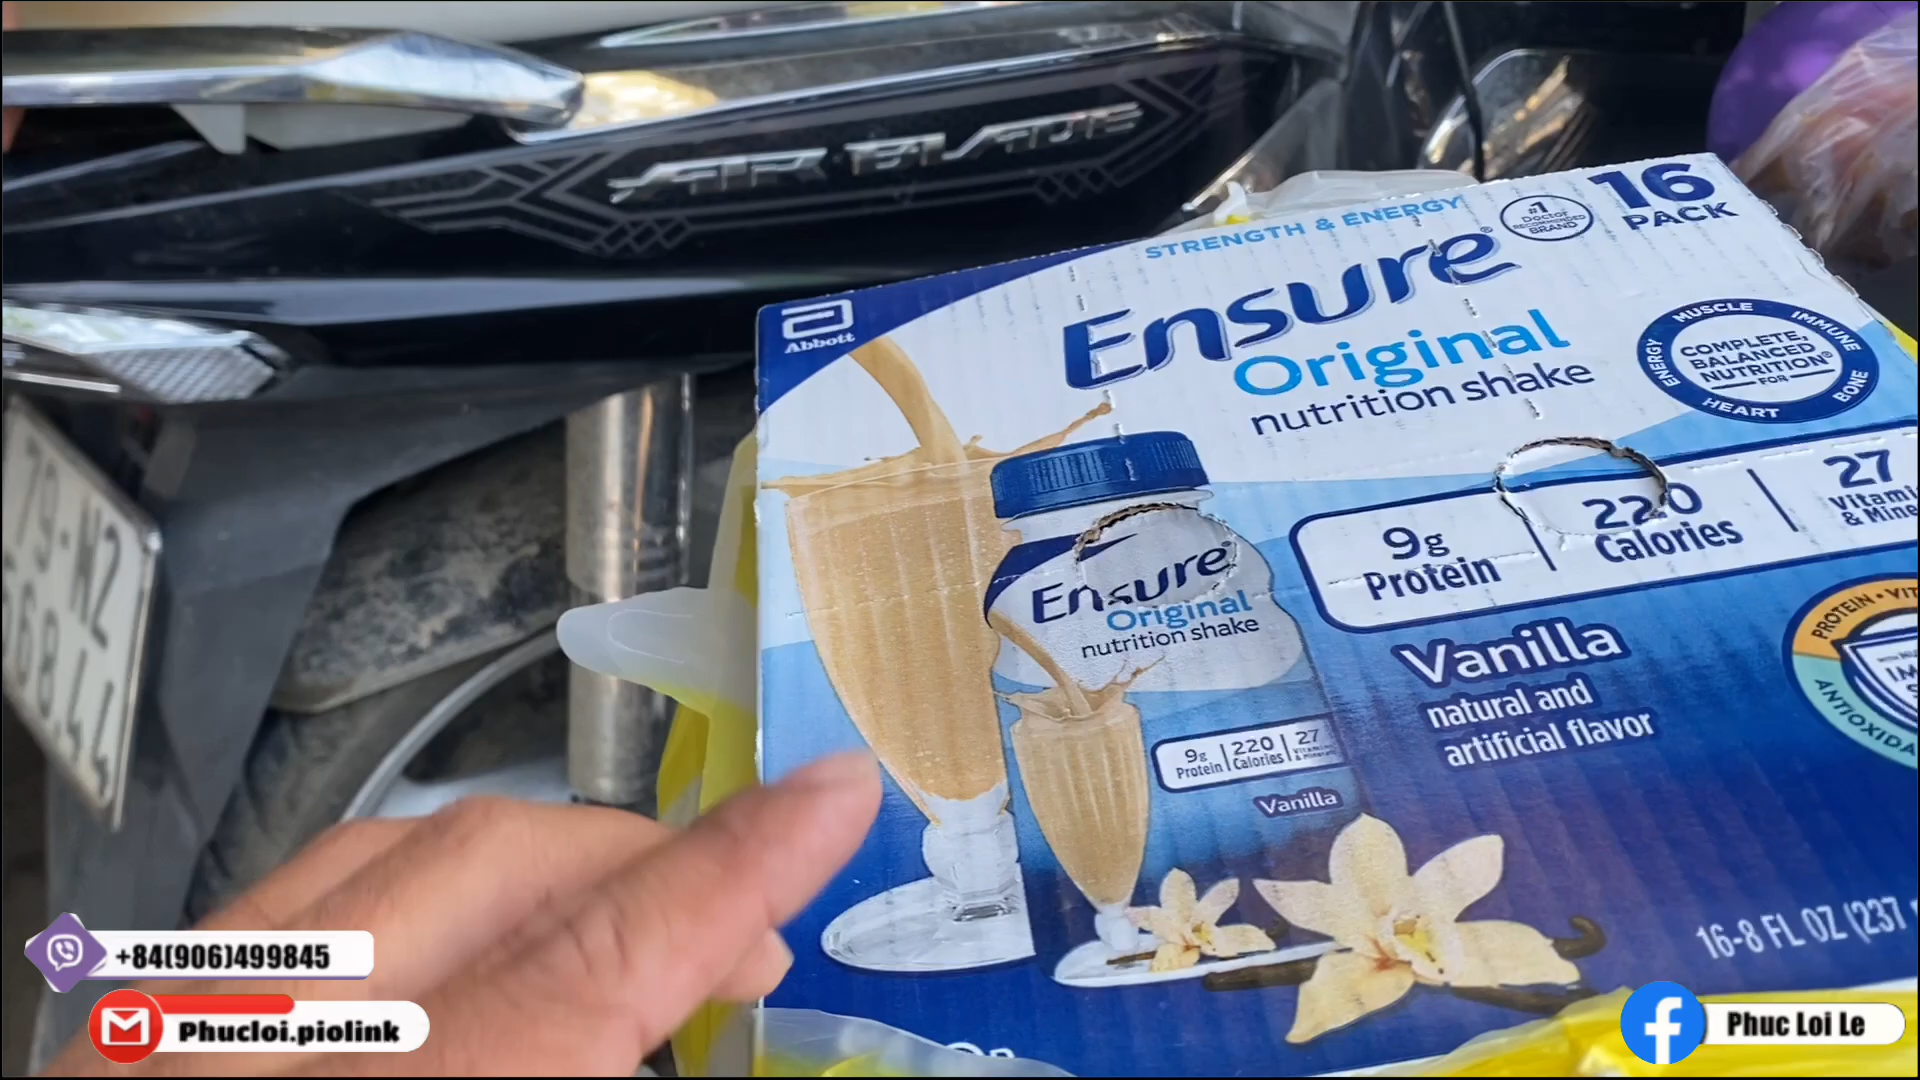 AIR BLADE
79-
68.44
STRENGTH & ENERGY
#1
Doctor
RECOMMENDED
BRAND
16
PACK
Abbott
Ensure®
Original
nutrition shake
MUSCLE
IMMUNE
ENERGY
COMPLETE,
BALANCED
NUTRITION®
FOR
HEART
BONE
9g
Protein
220
Calories
27
Vitami
& Mine
Ensure
Original
nutrition shake
Vanilla
natural and
artificial flavor
PROTEIN • VIT
ANTIOXIDA
9g
Protein
220
Calories
27
Vanilla
16-8 FL OZ (237
+84(906)499845
Phucloi.piolink
Phuc Loi Le